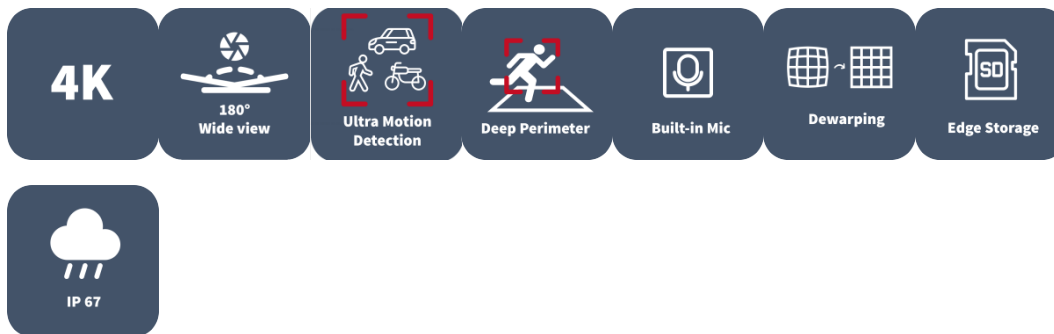 4K
180°
Wide view
Ultra Motion
Detection
Deep Perimeter
Built-in Mic
Dewarping
SD
Edge Storage
IP 67